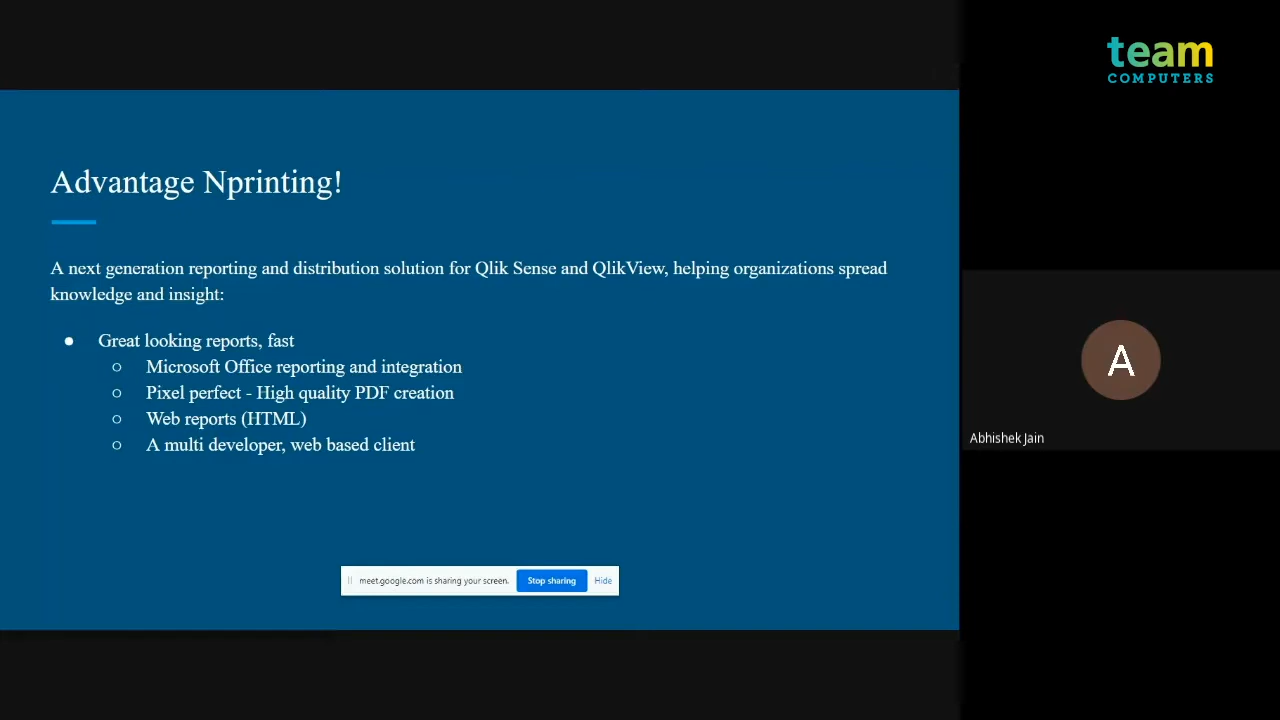 team
COMPUTERS
Advantage Nprinting!
A next generation reporting and distribution solution for Qlik Sense and QlikView, helping organizations spread
knowledge and insight:
● Great looking reports, fast
○ Microsoft Office reporting and integration
○ Pixel perfect - High quality PDF creation
○ Web reports (HTML)
○ A multi developer, web based client
A
Abhishek Jain
meet.google.com is sharing your screen. Stop sharing Hide